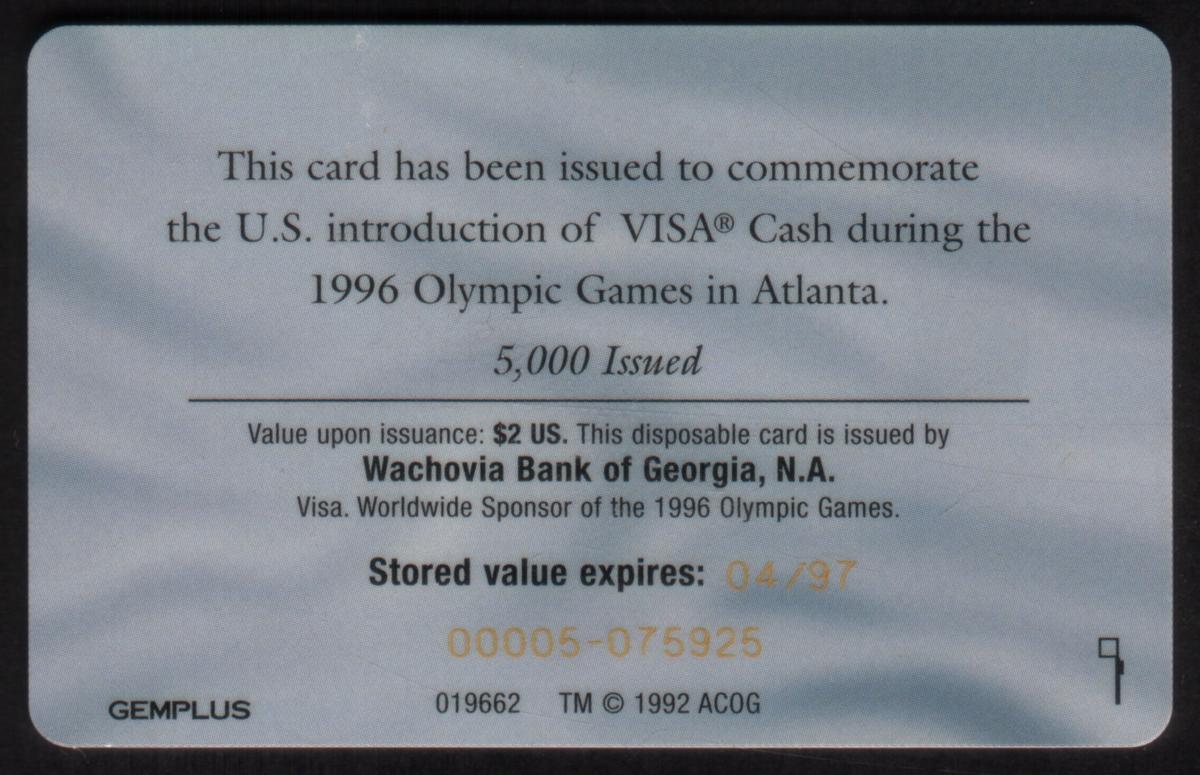 This card has been issued to commemorate
the U.S. introduction of VISA® Cash during the
1996 Olympic Games in Atlanta.
5,000 Issued
Value upon issuance: $2 US. This disposable card is issued by
Wachovia Bank of Georgia, N.A.
Visa. Worldwide Sponsor of the 1996 Olympic Games.
Stored value expires: 04/97
00005-075925
GEMPLUS 019662 TM © 1992 ACOG